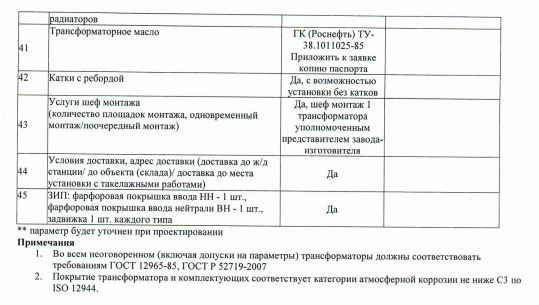 радиаторов
41 Трансформаторное масло ГК (Роснефть) ТУ-
38.1011025-85
Приложить к заявке
копию паспорта
42 Катки с ребордой Да, с возможностью
установки без катков
43 Услуги шеф монтажа
(количество площадок монтажа, одновременный
монтаж/поочередный монтаж)
Да, шеф монтаж 1
трансформатора
уполномоченным
представителем завода-
изготовителя
44 Условия доставки, адрес доставки (доставка до ж/д
станции/ до объекта (склада)/ доставка до места
установки с такелажными работами)
Да
45 ЗИП: фарфоровая покрышка ввода НН - 1 шт.,
фарфоровая покрышка ввода нейтрали ВН - 1 шт.,
задвижка 1 шт. каждого типа
Да
** параметр будет уточнен при проектировании
Примечания
1. Во всем неоговоренном (включая допуски на параметры) трансформаторы должны соответствовать
требованиям ГОСТ 12965-85, ГОСТ Р 52719-2007
2. Покрытие трансформатора и комплектующих соответствует категории атмосферной коррозии не ниже С3 по
ISO 12944.